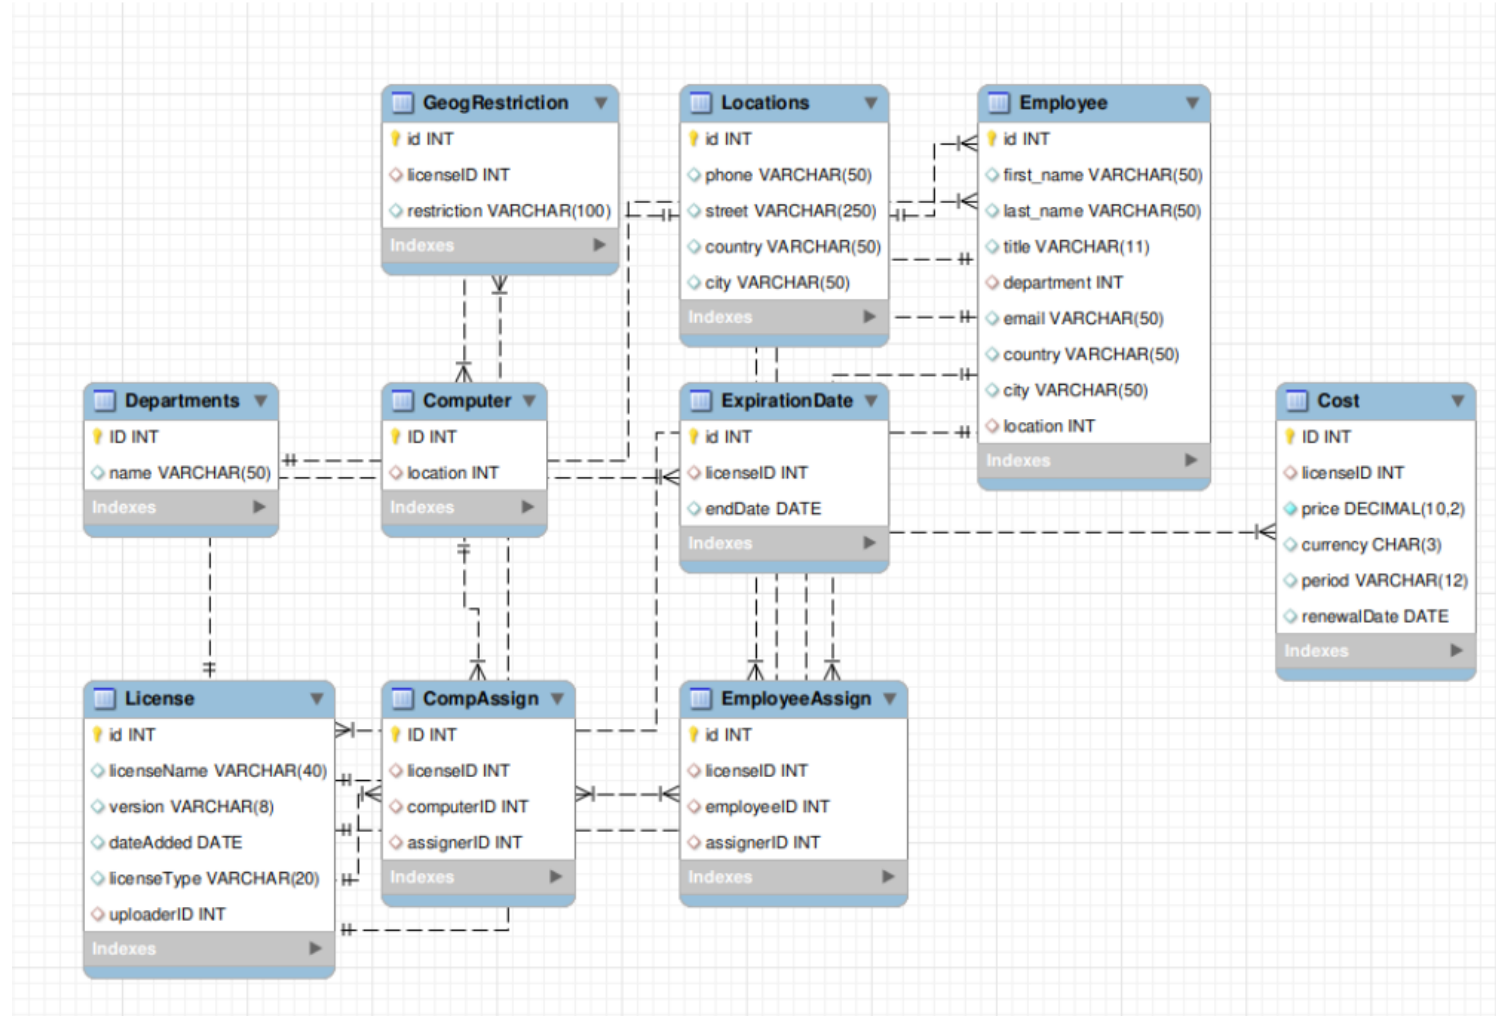 GeogRestriction
id INT
licenseID INT
restriction VARCHAR(100)
Indexes
Locations
id INT
phone VARCHAR(50)
street VARCHAR(250)
country VARCHAR(50)
city VARCHAR(50)
Indexes
Employee
id INT
first_name VARCHAR(50)
last_name VARCHAR(50)
title VARCHAR(11)
department INT
email VARCHAR(50)
country VARCHAR(50)
city VARCHAR(50)
location INT
Indexes
Departments
ID INT
name VARCHAR(50)
Indexes
Computer
ID INT
location INT
Indexes
ExpirationDate
id INT
licenseID INT
endDate DATE
Indexes
Cost
ID INT
licenseID INT
price DECIMAL(10,2)
currency CHAR(3)
period VARCHAR(12)
renewalDate DATE
Indexes
License
id INT
licenseName VARCHAR(40)
version VARCHAR(8)
dateAdded DATE
licenseType VARCHAR(20)
uploaderID INT
Indexes
CompAssign
ID INT
licenseID INT
computerID INT
assignerID INT
Indexes
EmployeeAssign
id INT
licenseID INT
employeeID INT
assignerID INT
Indexes